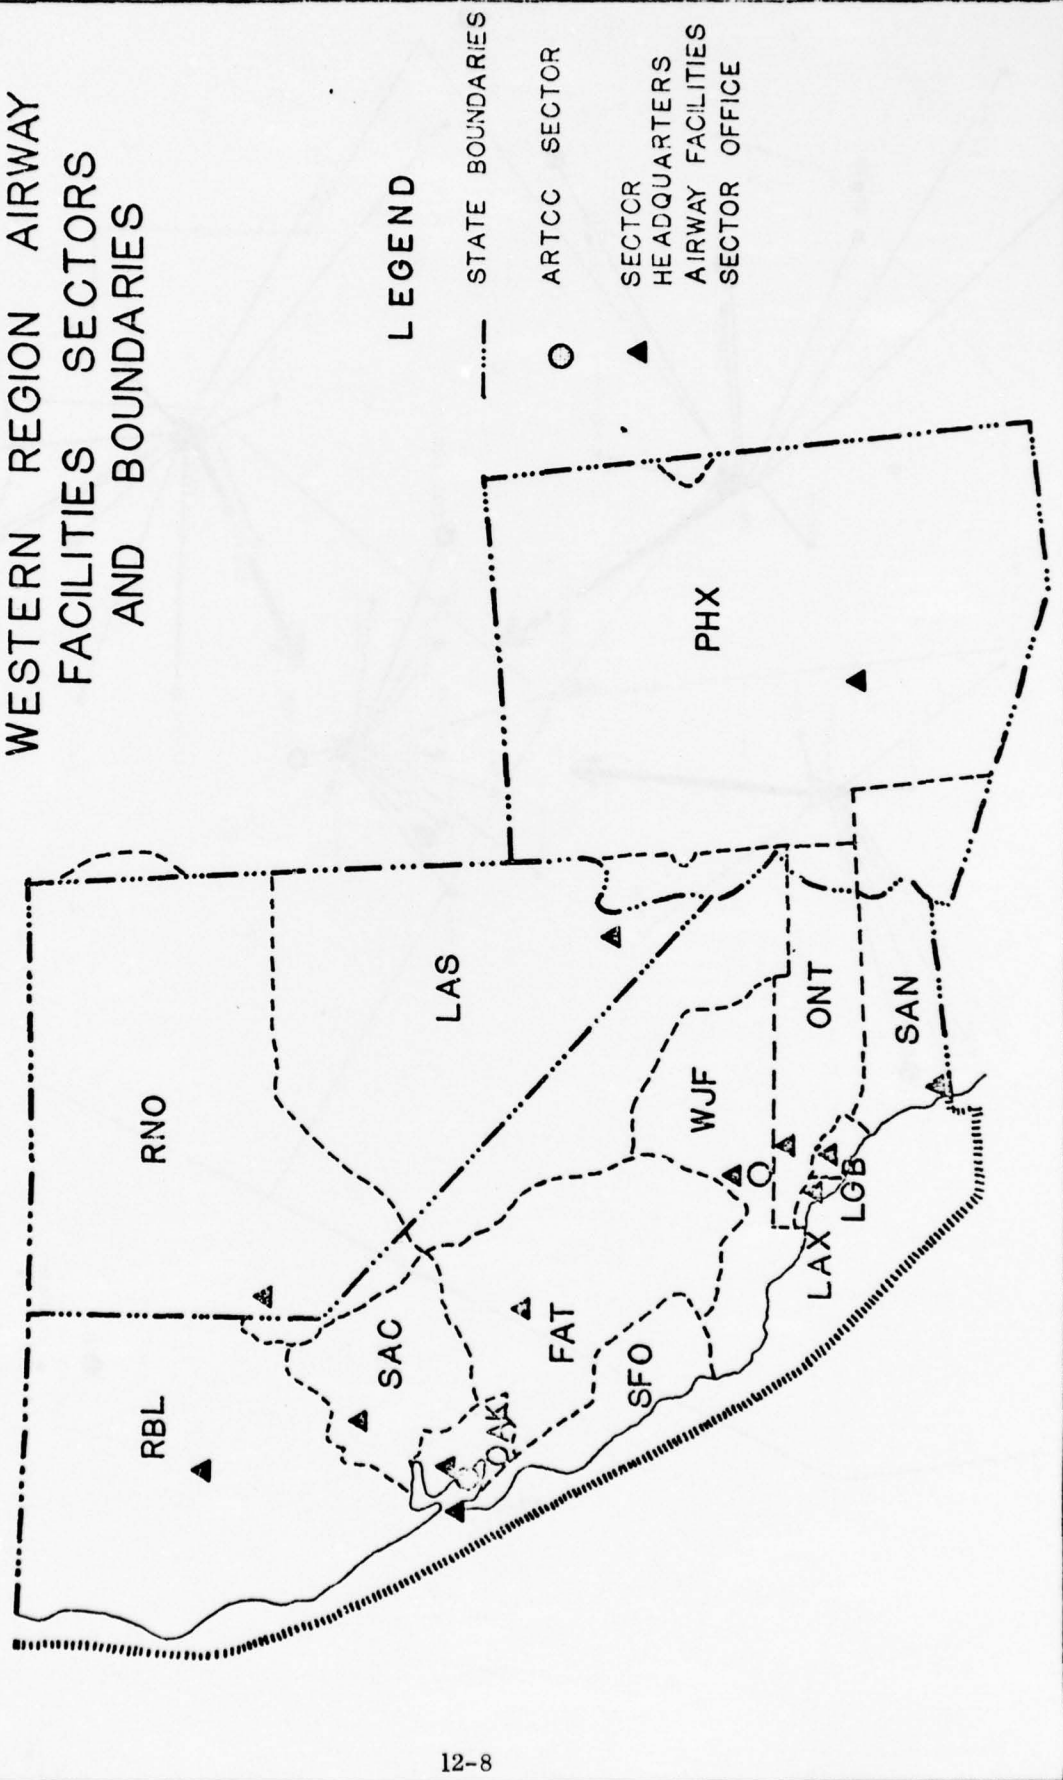 WESTERN REGION AIRWAY
FACILITIES SECTORS
AND BOUNDARIES
LEGEND
STATE BOUNDARIES
ARTCC SECTOR
SECTOR
HEADQUARTERS
AIRWAY FACILITIES
SECTOR OFFICE
RBL
RNO
SAC
LAS
OAK
FAT
SFO
WJF
PHX
LAX
LGB
ONT
SAN
12-8